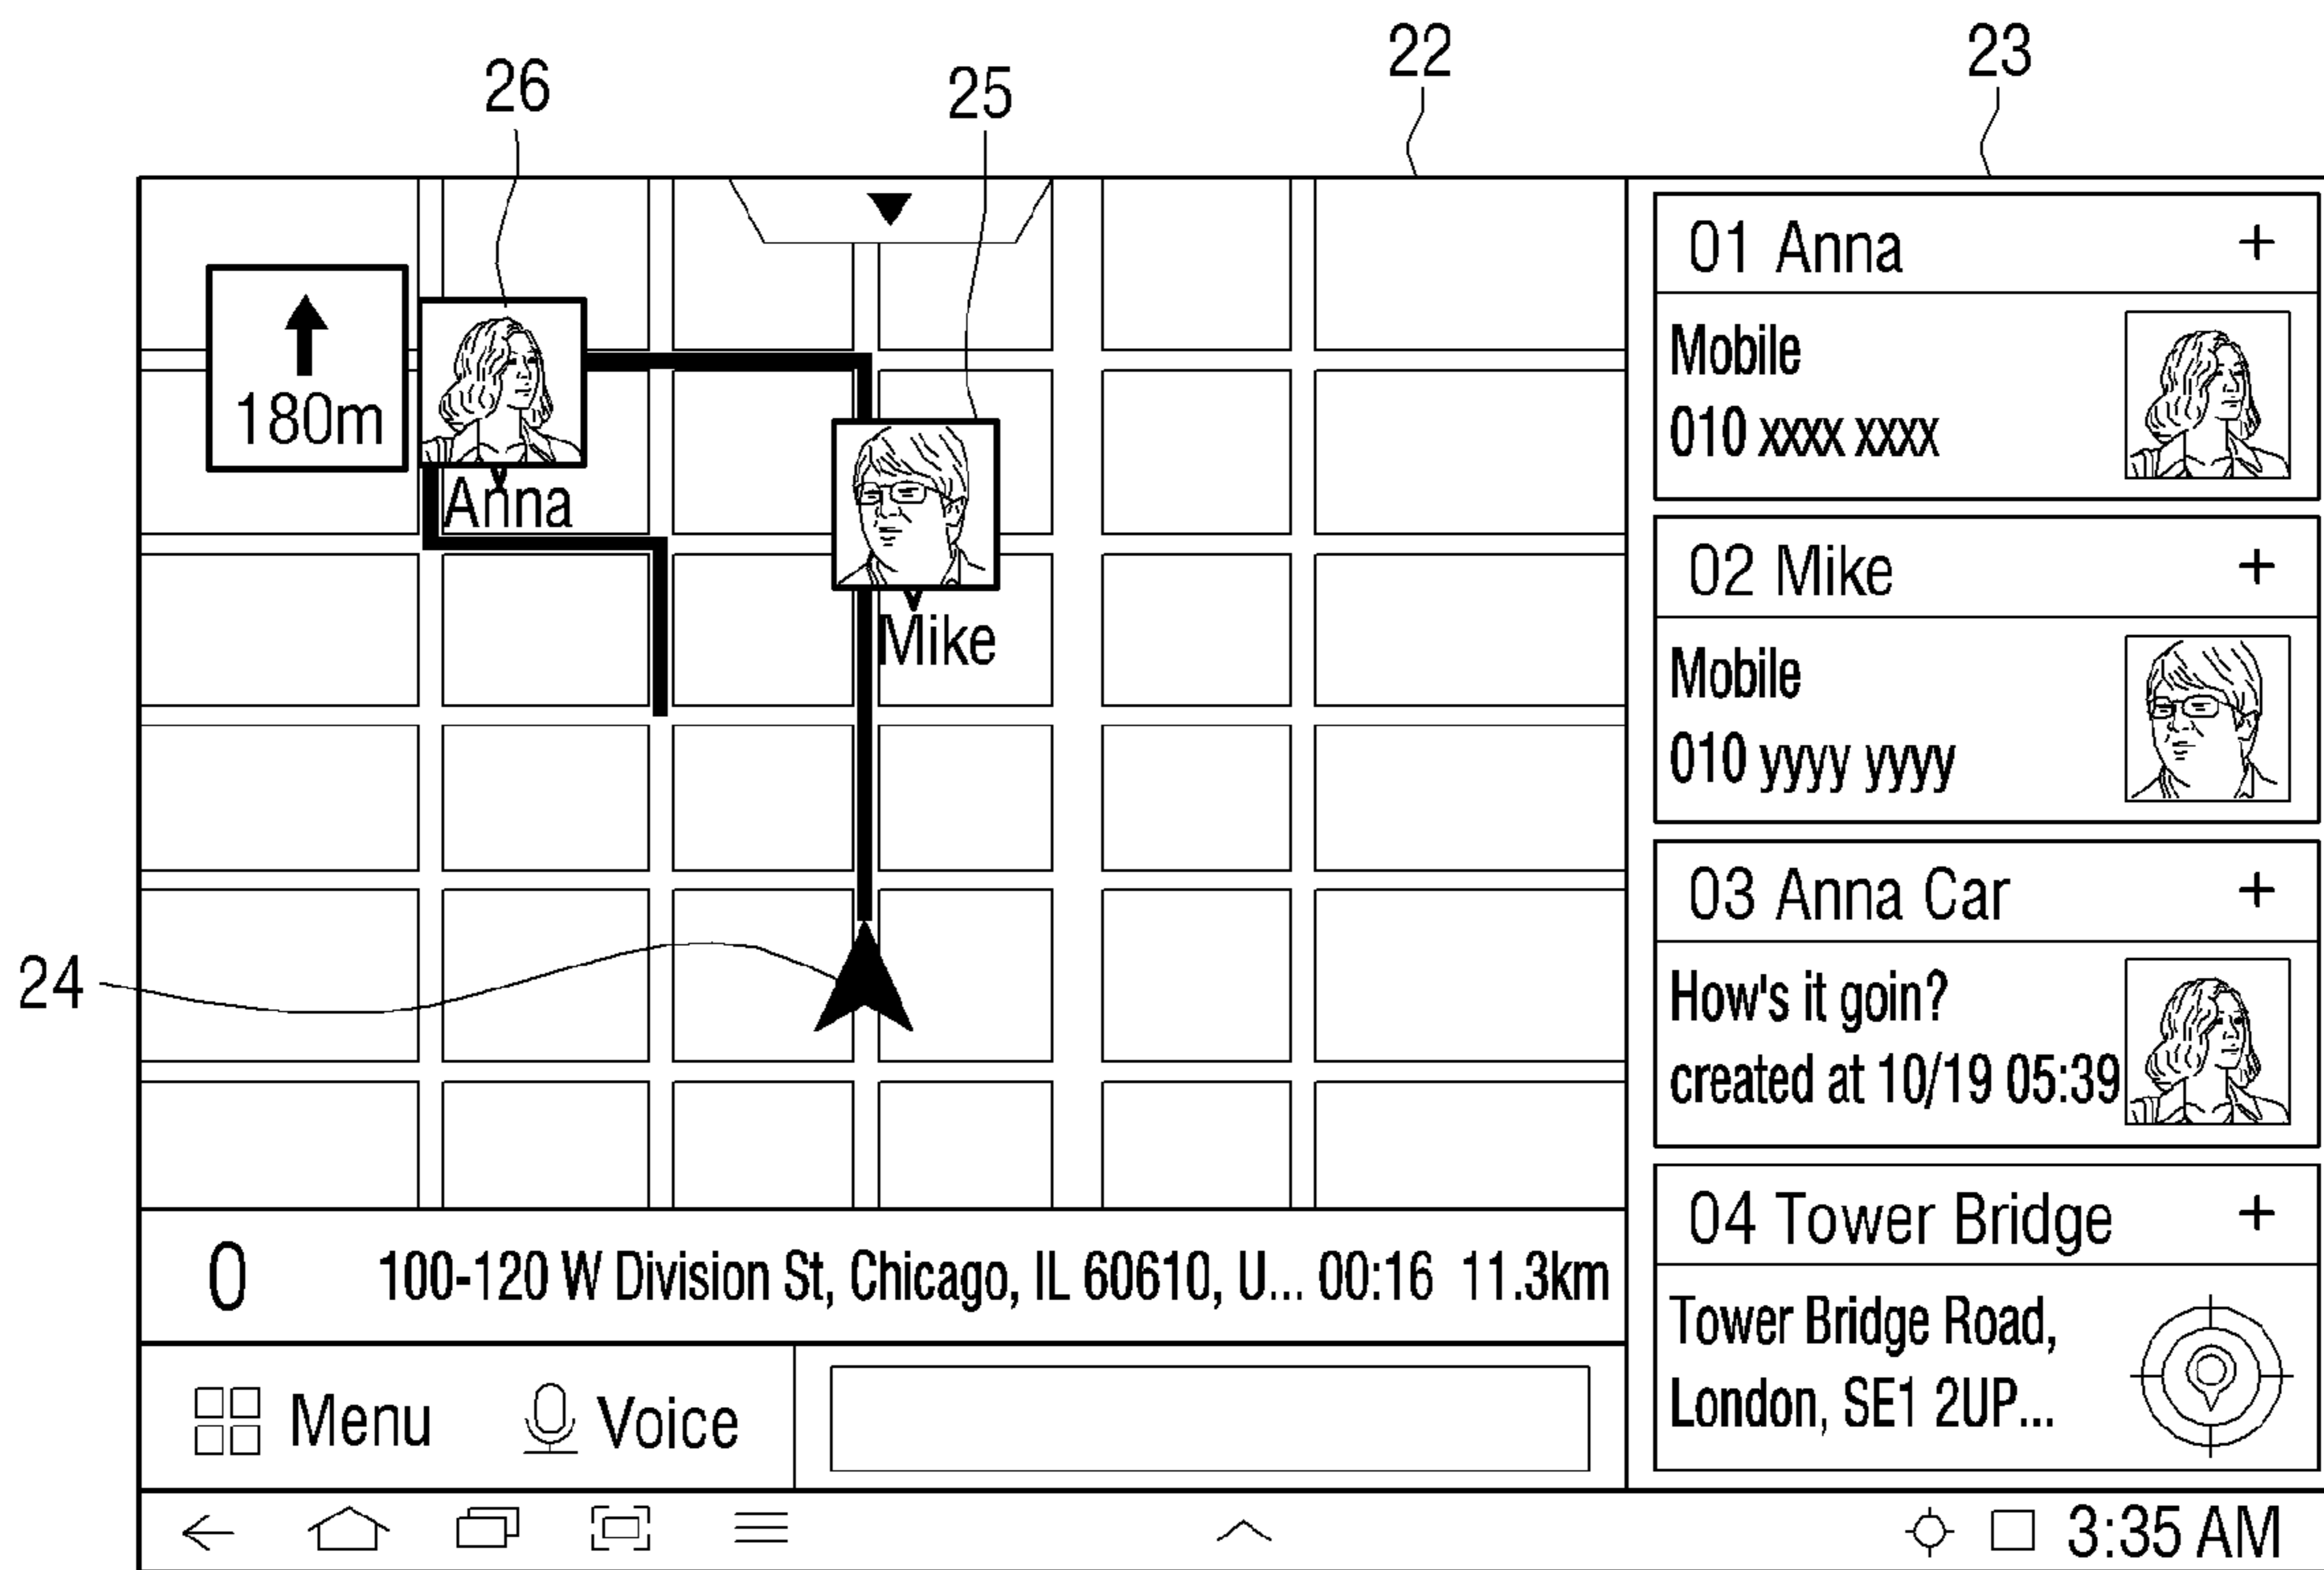 26
25
22
23
180m
Anna
Mike
24
0 100-120 W Division St, Chicago, IL 60610, U... 00:16 11.3km
Menu Voice
01 Anna +
Mobile
010 xxxx xxxx
02 Mike +
Mobile
010 yyyy yyyy
03 Anna Car +
How's it goin?
created at 10/19 05:39
04 Tower Bridge +
Tower Bridge Road,
London, SE1 2UP...
3:35 AM